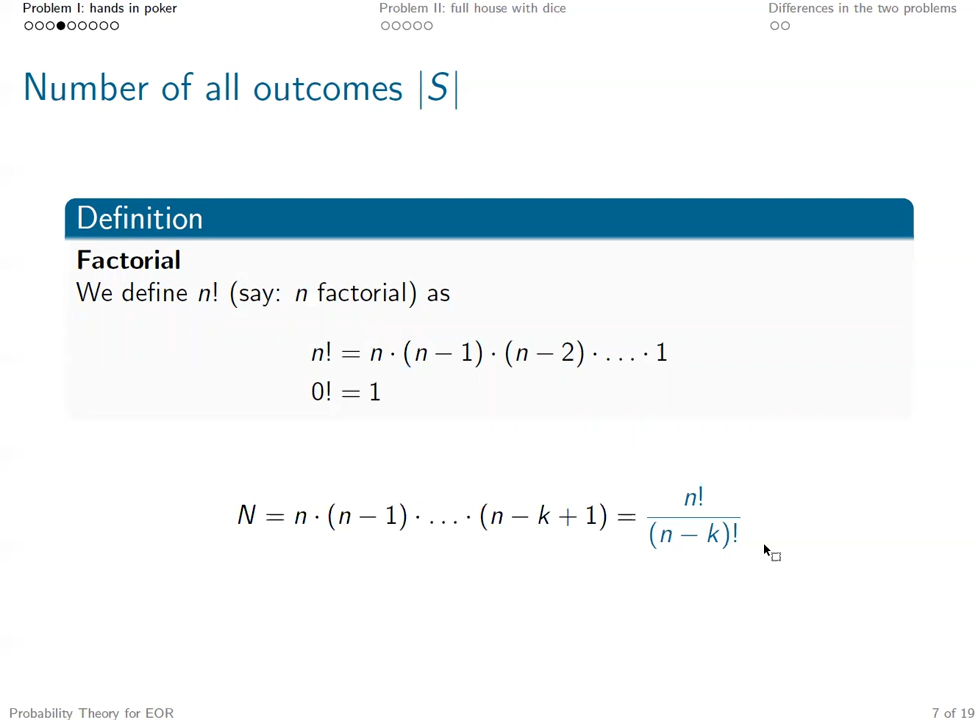 Problem I: hands in poker
Problem II: full house with dice
Differences in the two problems
Number of all outcomes |S|
Definition
Factorial
We define n! (say: n factorial) as
n! = n · (n − 1) · (n − 2) · . . . · 1
0! = 1
N = n · (n − 1) · . . . · (n − k + 1) = n! / (n − k)!
Probability Theory for EOR
7 of 19